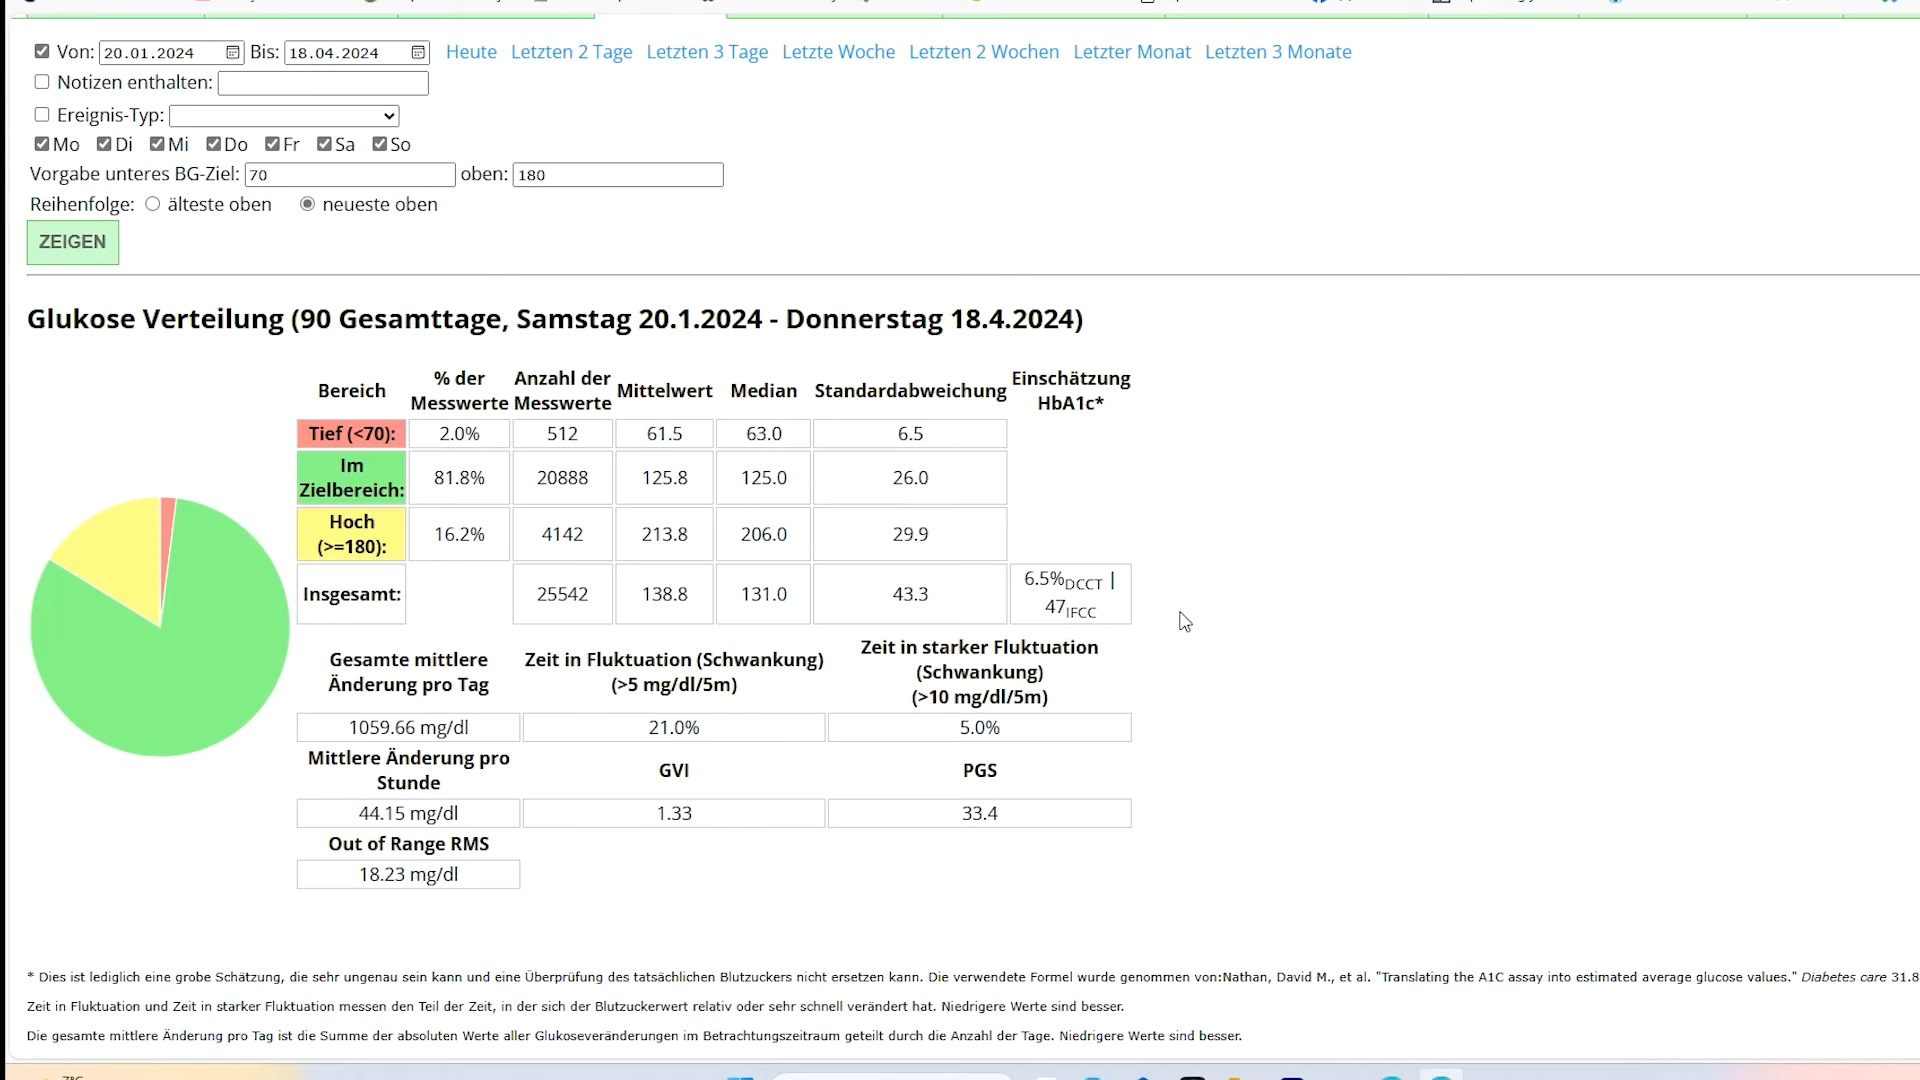 Von: 20.01.2024 Bis: 18.04.2024 Heute Letzten 2 Tage Letzten 3 Tage Letzte Woche Letzten 2 Wochen Letzter Monat Letzten 3 Monate
Notizen enthalten:
Ereignis-Typ:
Mo Di Mi Do Fr Sa So
Vorgabe unteres BG-Ziel: 70 oben: 180
Reihenfolge: älteste oben neueste oben
ZEIGEN
Glukose Verteilung (90 Gesamttage, Samstag 20.1.2024 - Donnerstag 18.4.2024)
Bereich % der Messwerte Anzahl der Messwerte Mittelwert Median Standardabweichung Einschätzung HbA1c*
Tief (<70): 2.0% 512 61.5 63.0 6.5
Im Zielbereich: 81.8% 20888 125.8 125.0 26.0
Hoch (>=180): 16.2% 4142 213.8 206.0 29.9
Insgesamt: 25542 138.8 131.0 43.3 6.5%DCCT | 47IFCC
Gesamte mittlere Änderung pro Tag Zeit in Fluktuation (Schwankung) (>5 mg/dl/5m) Zeit in starker Fluktuation (Schwankung) (>10 mg/dl/5m)
1059.66 mg/dl 21.0% 5.0%
Mittlere Änderung pro Stunde GVI PGS
44.15 mg/dl 1.33 33.4
Out of Range RMS
18.23 mg/dl
* Dies ist lediglich eine grobe Schätzung, die sehr ungenau sein kann und eine Überprüfung des tatsächlichen Blutzuckers nicht ersetzen kann. Die verwendete Formel wurde genommen von:Nathan, David M., et al. "Translating the A1C assay into estimated average glucose values." Diabetes care 31.8
Zeit in Fluktuation und Zeit in starker Fluktuation messen den Teil der Zeit, in der sich der Blutzuckerwert relativ oder sehr schnell verändert hat. Niedrigere Werte sind besser.
Die gesamte mittlere Änderung pro Tag ist die Summe der absoluten Werte aller Glukoseveränderungen im Betrachtungszeitraum geteilt durch die Anzahl der Tage. Niedrigere Werte sind besser.